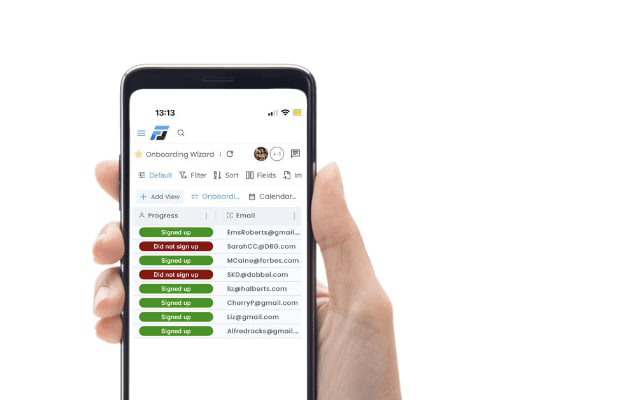 13:13
Onboarding Wizard
Default Filter Sort Fields Im
+ Add View Onboardi... Calendar..
Progress Email
Signed up EmsRoberts@gmail...
Did not sign up SarahCC@DBG.com
Signed up MCaine@forbes.com
Did not sign up SKD@dobbel.com
Signed up liz@halberts.com
Signed up CherryP@gmail.com
Signed up Liz@gmail.com
Signed up Alfredrocks@gmail...